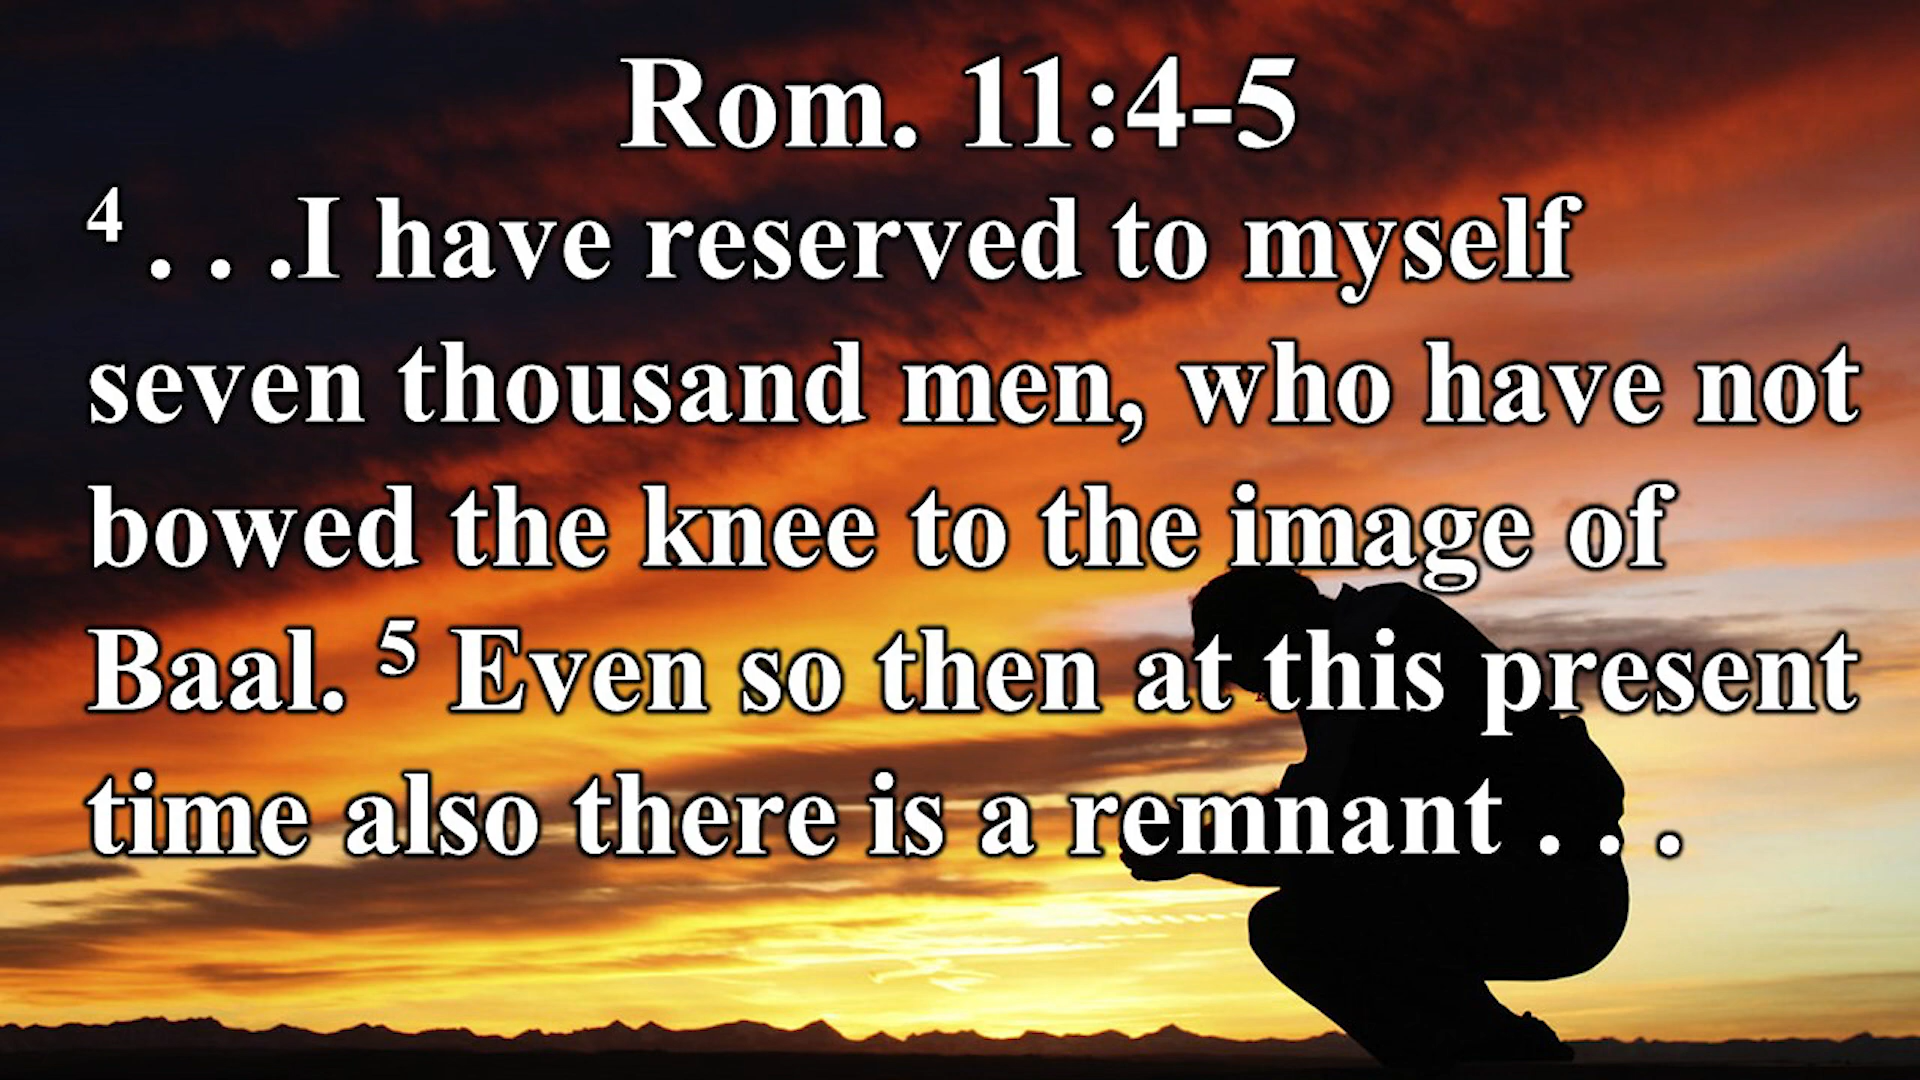 Rom. 11:4-5
4 . . .I have reserved to myself
seven thousand men, who have not
bowed the knee to the image of
Baal. 5 Even so then at this present
time also there is a remnant . . .